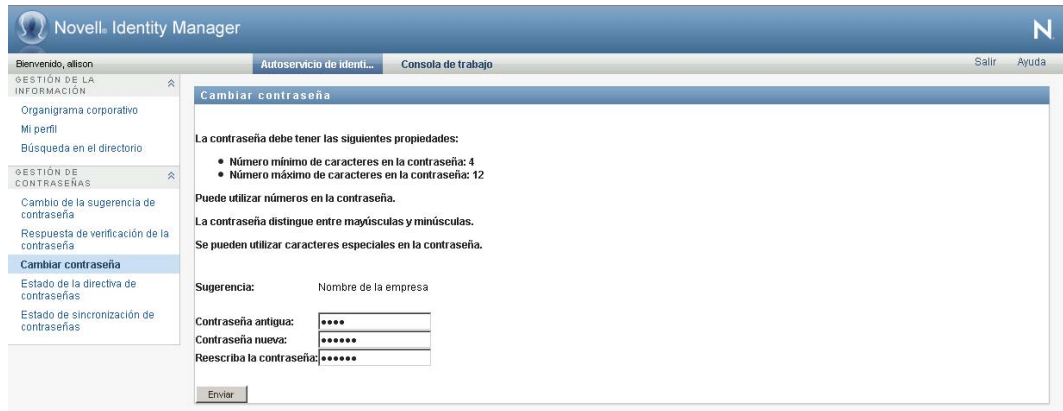 Novell® Identity Manager
N
Bienvenido, allison
Autoservicio de identi...
Consola de trabajo
Salir
Ayuda
GESTIÓN DE LA
INFORMACIÓN
Organigrama corporativo
Mi perfil
Búsqueda en el directorio
GESTIÓN DE
CONTRASEÑAS
Cambio de la sugerencia de
contraseña
Respuesta de verificación de la
contraseña
Cambiar contraseña
Estado de la directiva de
contraseñas
Estado de sincronización de
contraseñas
Cambiar contraseña
La contraseña debe tener las siguientes propiedades:
• Número mínimo de caracteres en la contraseña: 4
• Número máximo de caracteres en la contraseña: 12
Puede utilizar números en la contraseña.
La contraseña distingue entre mayúsculas y minúsculas.
Se pueden utilizar caracteres especiales en la contraseña.
Sugerencia: Nombre de la empresa
Contraseña antigua: ••••
Contraseña nueva: ••••••
Reescriba la contraseña: ••••••
Enviar